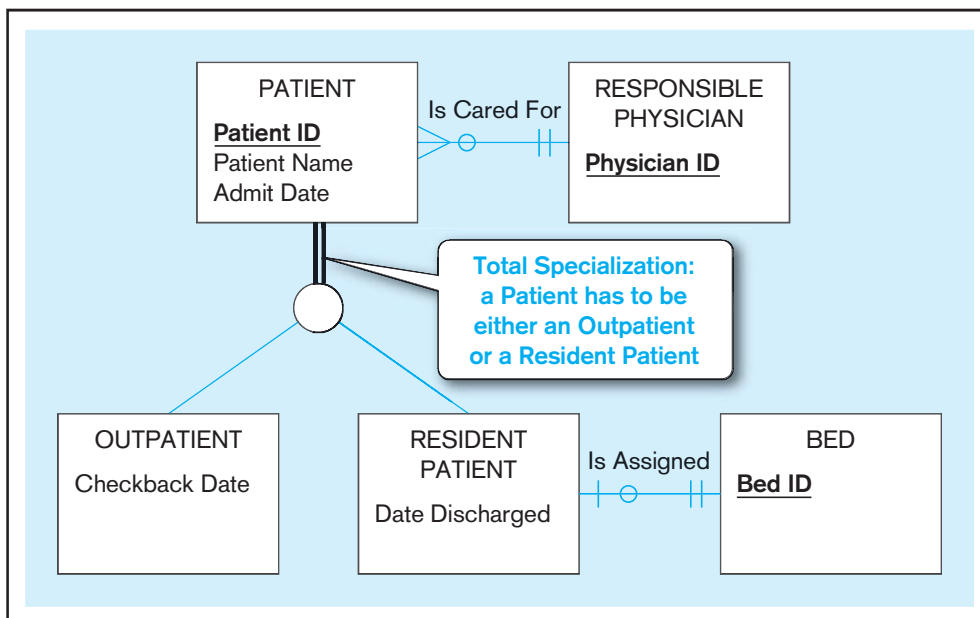 PATIENT
Patient ID
Patient Name
Admit Date
Is Cared For
RESPONSIBLE
PHYSICIAN
Physician ID
Total Specialization:
a Patient has to be
either an Outpatient
or a Resident Patient
OUTPATIENT
Checkback Date
RESIDENT
PATIENT
Date Discharged
Is Assigned
BED
Bed ID